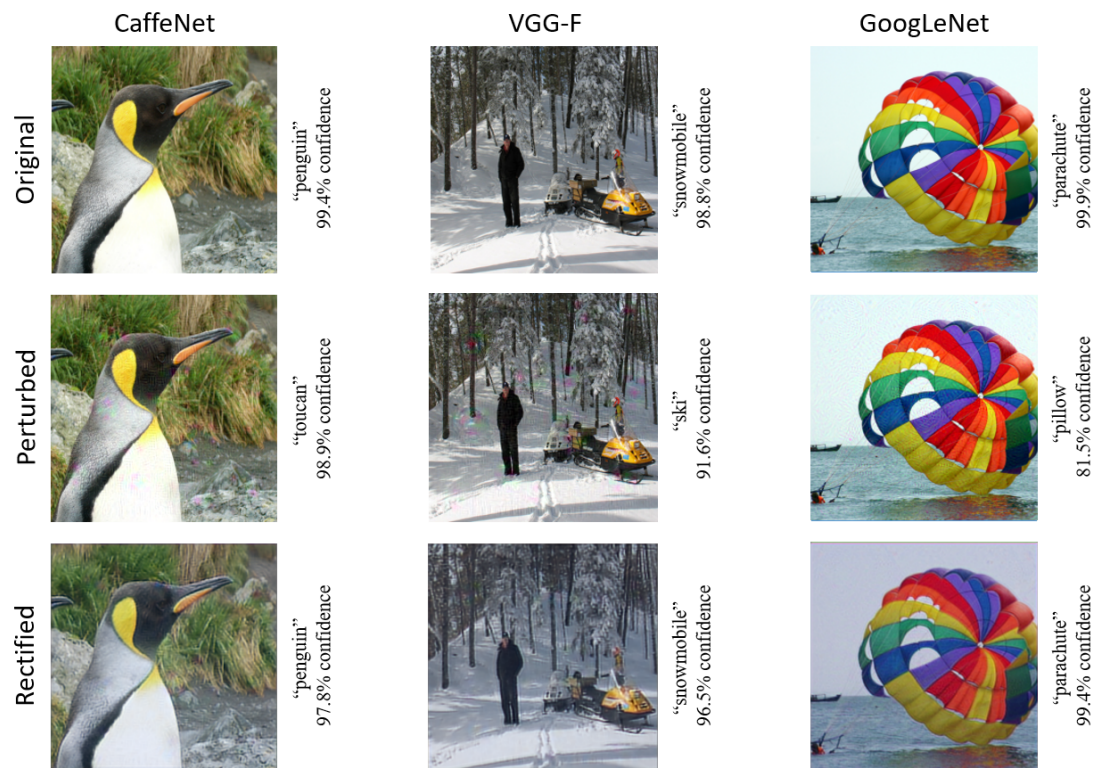 CaffeNet
VGG-F
GoogLeNet
Original
“penguin”
99.4% confidence
“snowmobile”
98.8% confidence
“parachute”
99.9% confidence
Perturbed
“toucan”
98.9% confidence
“ski”
91.6% confidence
“pillow”
81.5% confidence
Rectified
“penguin”
97.8% confidence
“snowmobile”
96.5% confidence
“parachute”
99.4% confidence